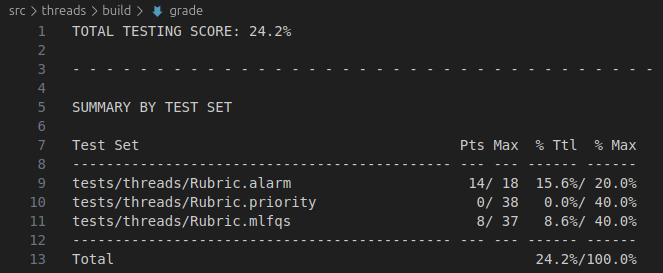 src > threads > build > grade
1 TOTAL TESTING SCORE: 24.2%
2
3 - - - - - - - - - - - - - - - - - - - - - - - - - - - - - - - - - - - -
4
5 SUMMARY BY TEST SET
6
7 Test Set                                      Pts Max  % Ttl  % Max
8 --------------------------------------------- --- --- ------ ------
9 tests/threads/Rubric.alarm                     14/ 18  15.6%/ 20.0%
10 tests/threads/Rubric.priority                   0/ 38   0.0%/ 40.0%
11 tests/threads/Rubric.mlfqs                      8/ 37   8.6%/ 40.0%
12 --------------------------------------------- --- --- ------ ------
13 Total                                                  24.2%/100.0%